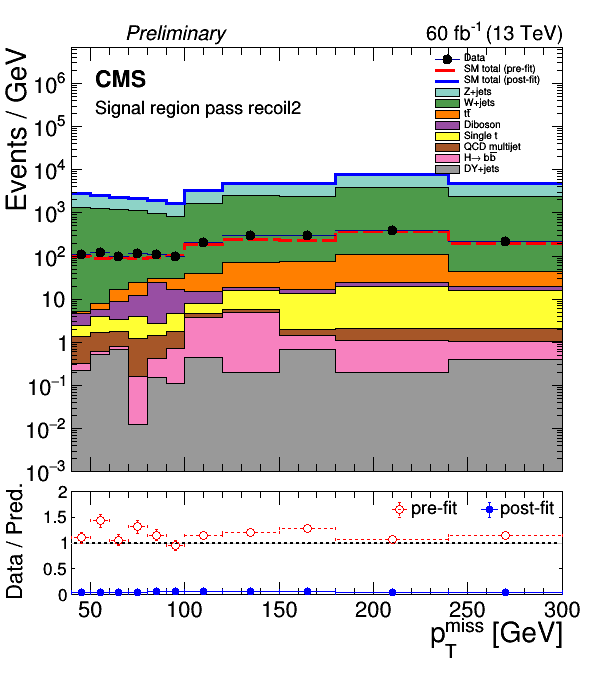 Preliminary 60 fb⁻¹ (13 TeV)
Events / GeV
CMS
Signal region pass recoil2
Data
SM total (pre-fit)
SM total (post-fit)
Z+jets
W+jets
tt̅
Diboson
Single t
QCD multijet
H→ bb̅
DY+jets
10⁶
10⁵
10⁴
10³
10²
10
1
10⁻¹
10⁻²
10⁻³
Data / Pred.
pre-fit post-fit
2
1.5
1
0.5
0
50 100 150 200 250 300
p_T^miss [GeV]